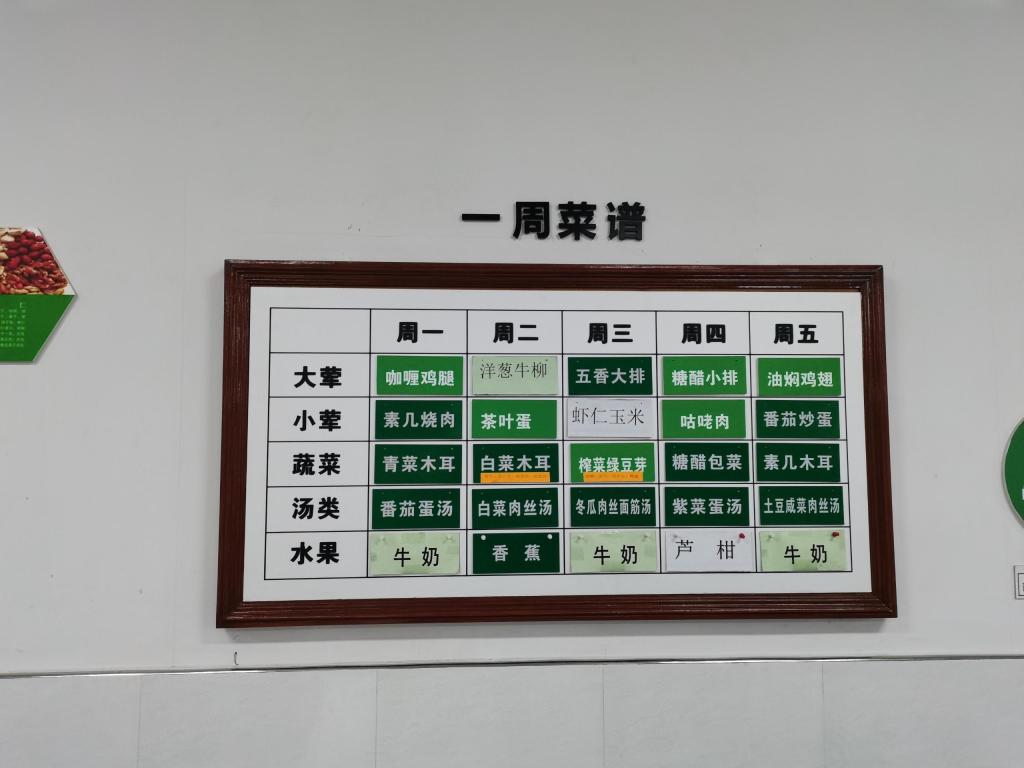 一周菜谱
周一 周二 周三 周四 周五
大荤 咖喱鸡腿 洋葱牛柳 五香大排 糖醋小排 油焖鸡翅
小荤 素几烧肉 茶叶蛋 虾仁玉米 咕咾肉 番茄炒蛋
蔬菜 青菜木耳 白菜木耳 榨菜绿豆芽 糖醋包菜 素几木耳
汤类 番茄蛋汤 白菜肉丝汤 冬瓜肉丝面筋汤 紫菜蛋汤 土豆咸菜肉丝汤
水果 牛奶 香蕉 牛奶 芦柑 牛奶